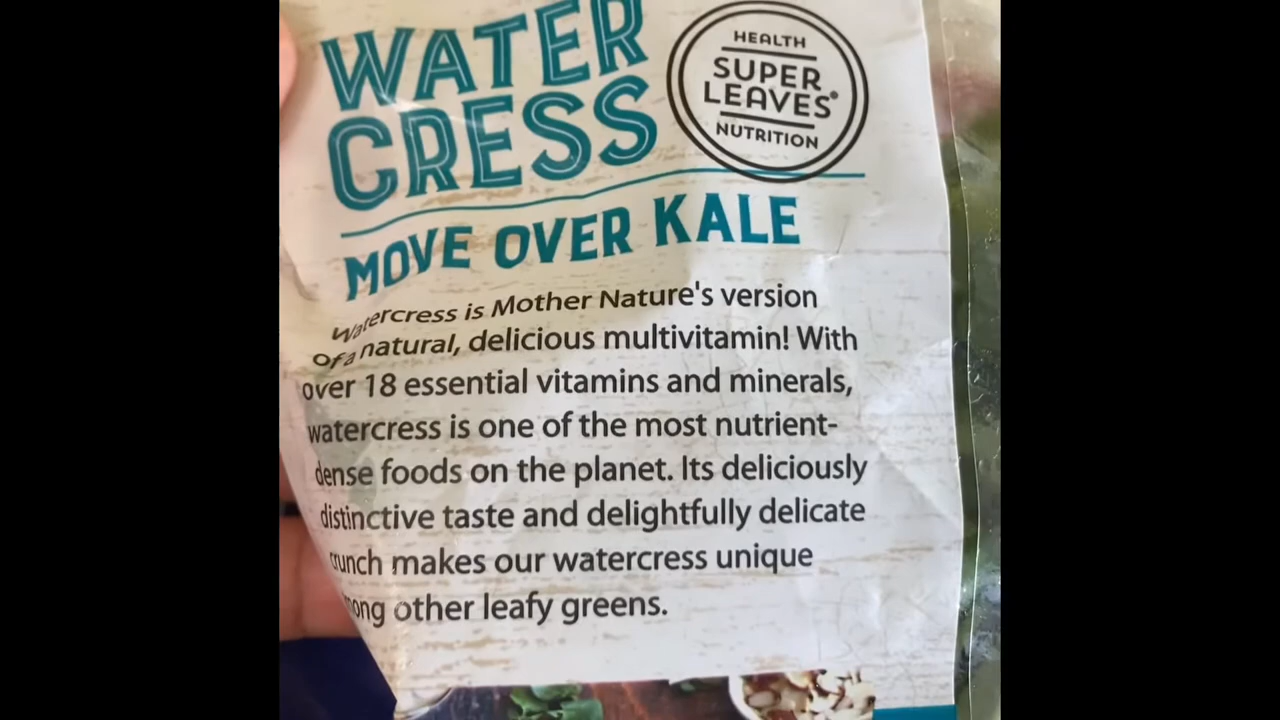 WATER
CRESS
HEALTH
SUPER
LEAVES®
NUTRITION
MOVE OVER KALE
Watercress is Mother Nature's version
of a natural, delicious multivitamin! With
over 18 essential vitamins and minerals,
watercress is one of the most nutrient-
dense foods on the planet. Its deliciously
distinctive taste and delightfully delicate
crunch makes our watercress unique
among other leafy greens.